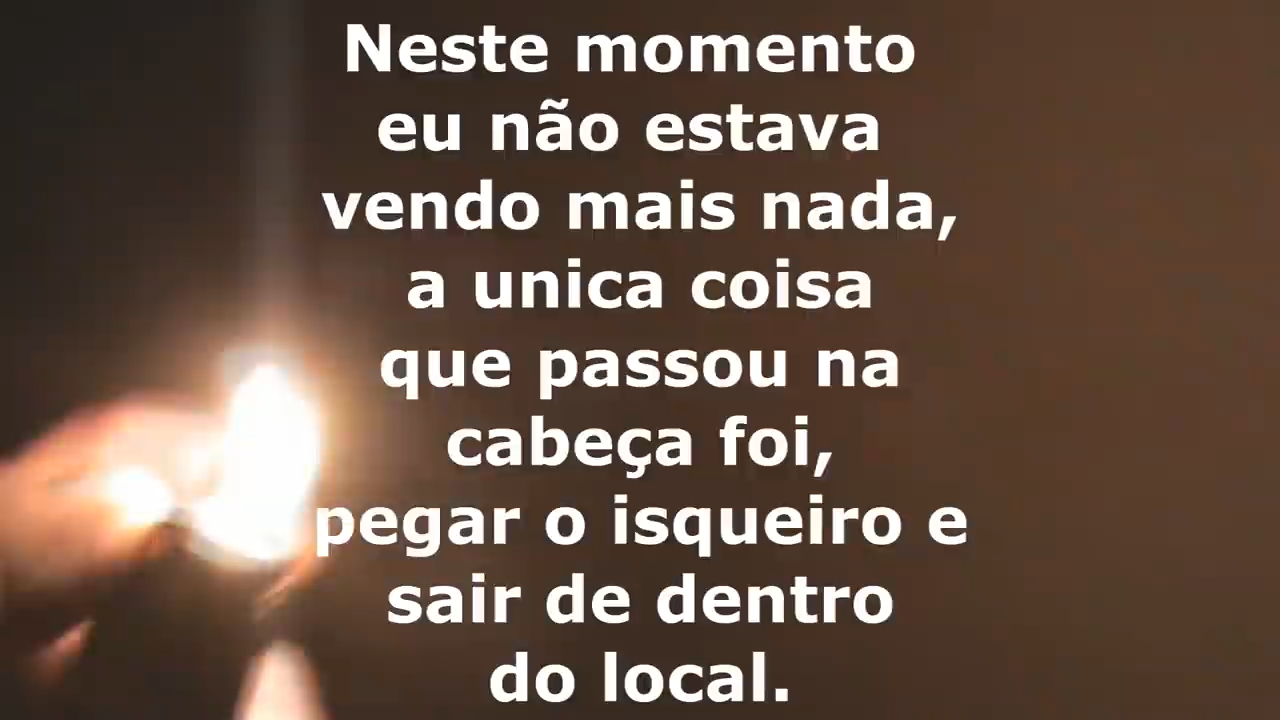 Neste momento
eu não estava
vendo mais nada,
a unica coisa
que passou na
cabeça foi,
pegar o isqueiro e
sair de dentro
do local.